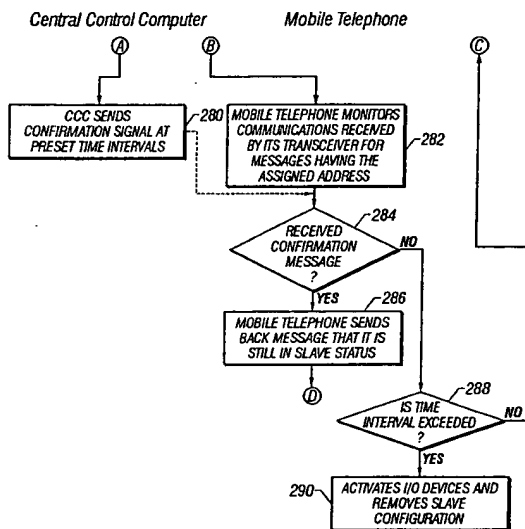 Central Control Computer
Mobile Telephone
A
B
C
CCC SENDS
CONFIRMATION SIGNAL AT
PRESET TIME INTERVALS
280
MOBILE TELEPHONE MONITORS
COMMUNICATIONS RECEIVED
BY ITS TRANSCEIVER FOR
MESSAGES HAVING THE
ASSIGNED ADDRESS
282
284
RECEIVED
CONFIRMATION
MESSAGE
?
NO
YES
286
MOBILE TELEPHONE SENDS
BACK MESSAGE THAT IT IS
STILL IN SLAVE STATUS
D
288
IS TIME
INTERVAL EXCEEDED
?
NO
YES
290
ACTIVATES I/O DEVICES AND
REMOVES SLAVE
CONFIGURATION